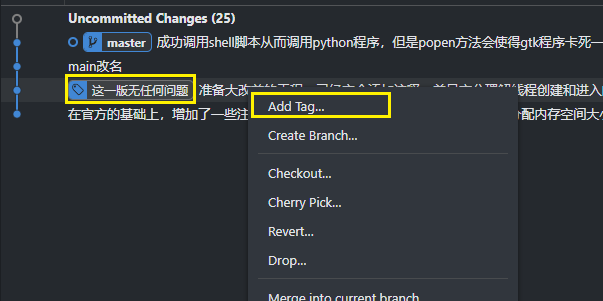 Uncommitted Changes (25)
master 成功调用shell脚本从而调用python程序，但是popen方法会使得gtk程序卡死一
main改名
这一版无任何问题 准备大改
Add Tag...
在官方的基础上，增加了一些注
分配内存空间大小
Create Branch...
Checkout...
Cherry Pick...
Revert...
Drop...
Merge into current branch